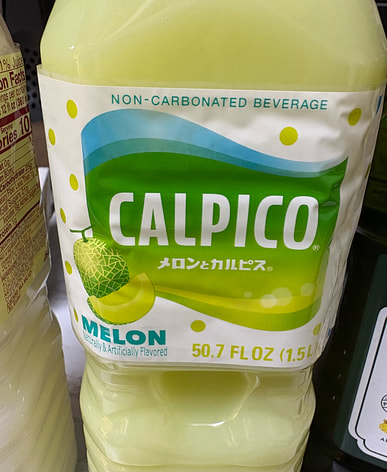 NON-CARBONATED BEVERAGE
CALPICO®
メロンとカルピス®
MELON
Naturally & Artificially Flavored
50.7 FL OZ (1.5 L